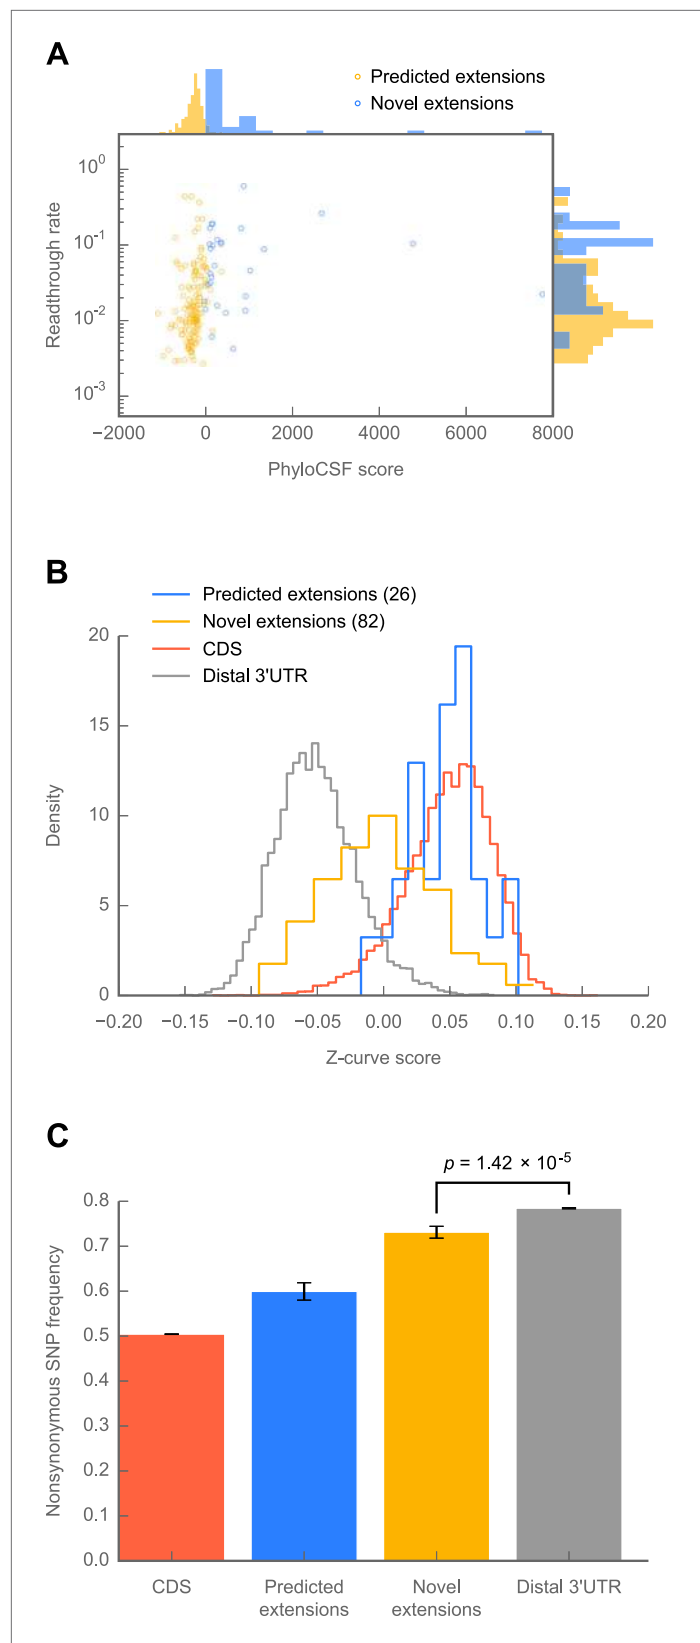 A
Predicted extensions
Novel extensions
Readthrough rate
10^0
10^-1
10^-2
10^-3
−2000 0 2000 4000 6000 8000
PhyloCSF score
B
Predicted extensions (26)
Novel extensions (82)
CDS
Distal 3'UTR
Density
20
15
10
5
0
−0.20 −0.15 −0.10 −0.05 0.00 0.05 0.10 0.15 0.20
Z-curve score
C
p = 1.42 × 10^-5
Nonsynonymous SNP frequency
0.8
0.7
0.6
0.5
0.4
0.3
0.2
0.1
0.0
CDS Predicted Novel Distal 3'UTR
extensions extensions